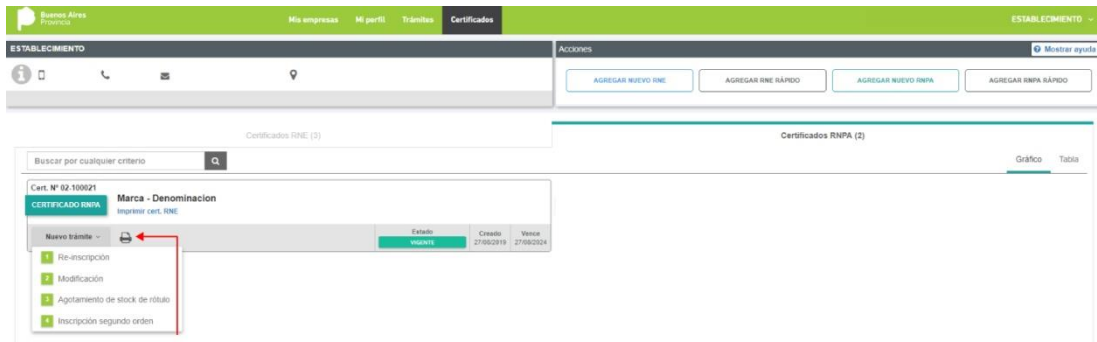 Buenos Aires
Provincia
Mis empresas Mi perfil Trámites Certificados ESTABLECIMIENTO
ESTABLECIMIENTO
Acciones Mostrar ayuda
AGREGAR NUEVO RNE AGREGAR RNE RÁPIDO AGREGAR NUEVO RNPA AGREGAR RNPA RÁPIDO
Certificados RNE (3) Certificados RNPA (2)
Buscar por cualquier criterio Gráfico Tabla
Cert. Nº 02-100021
CERTIFICADO RNPA
Marca - Denominacion
Imprimir cert. RNE
Nuevo trámite
Estado Creado Vence
VIGENTE 27/08/2019 27/08/2024
1 Re-inscripción
2 Modificación
3 Agotamiento de stock de rótulo
4 Inscripción segundo orden